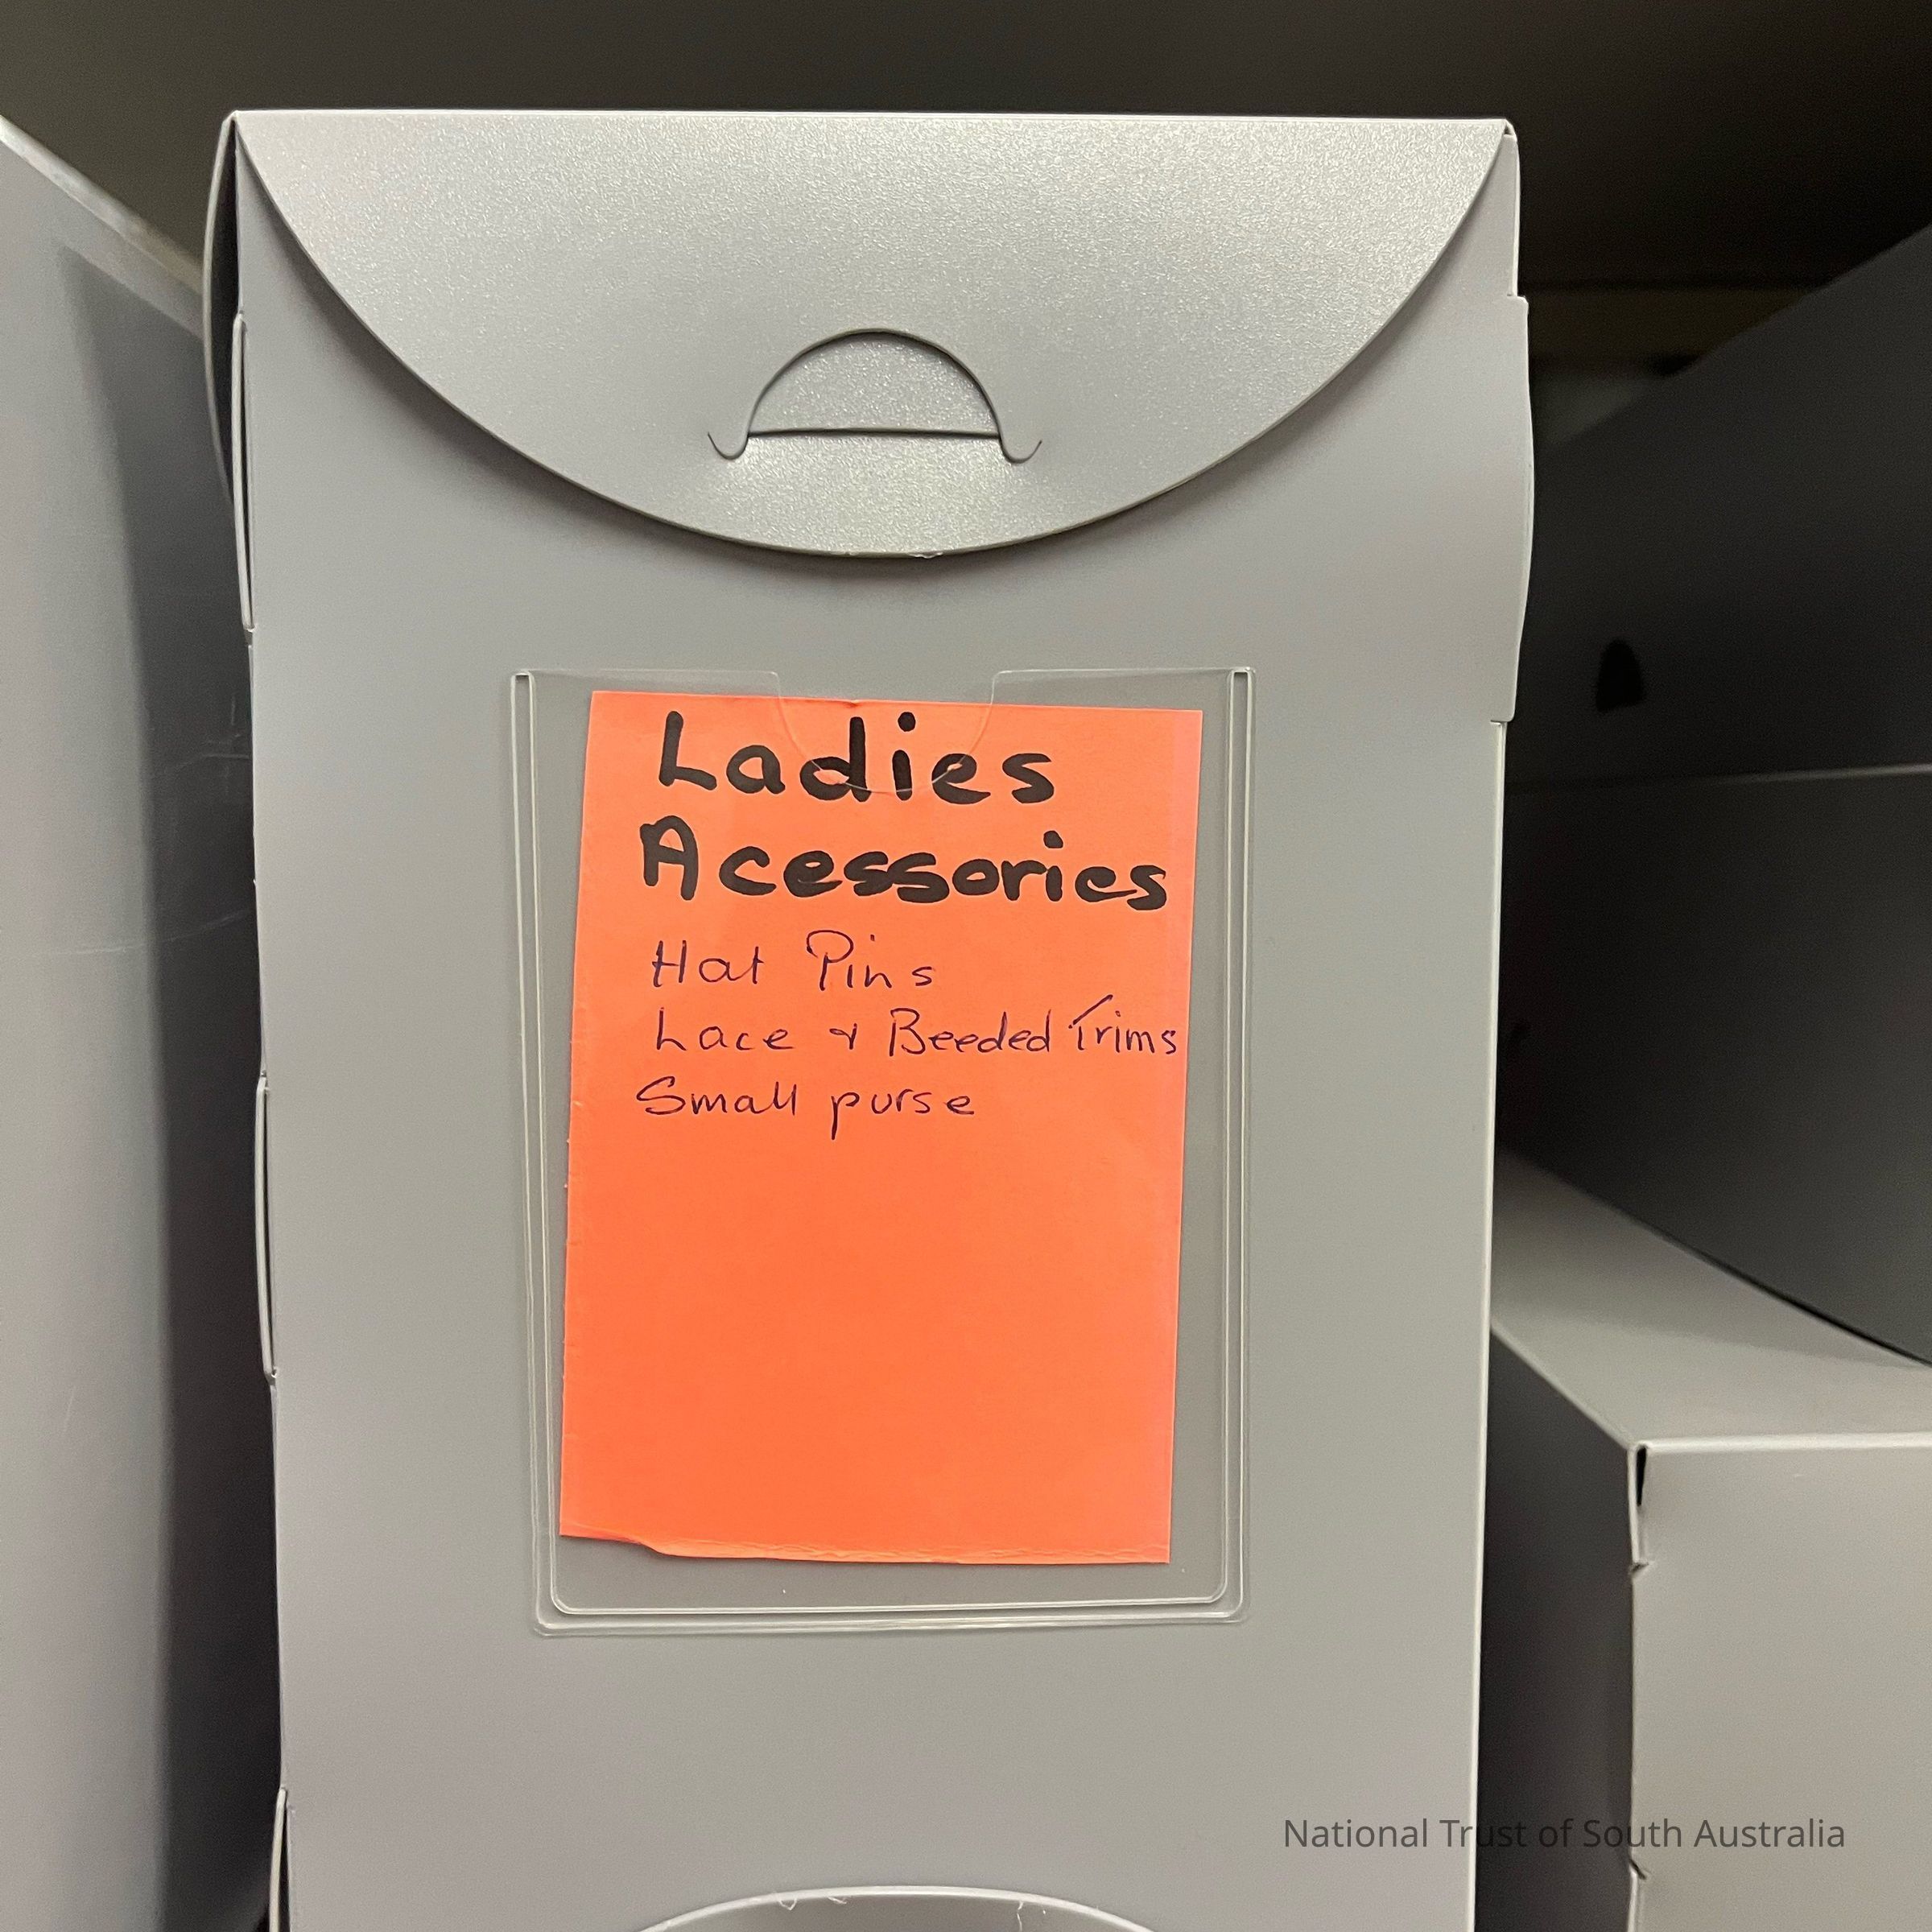 Ladies
Acessories
Hat Pins
Lace & Beeded Trims
Small purse
National Trust of South Australia